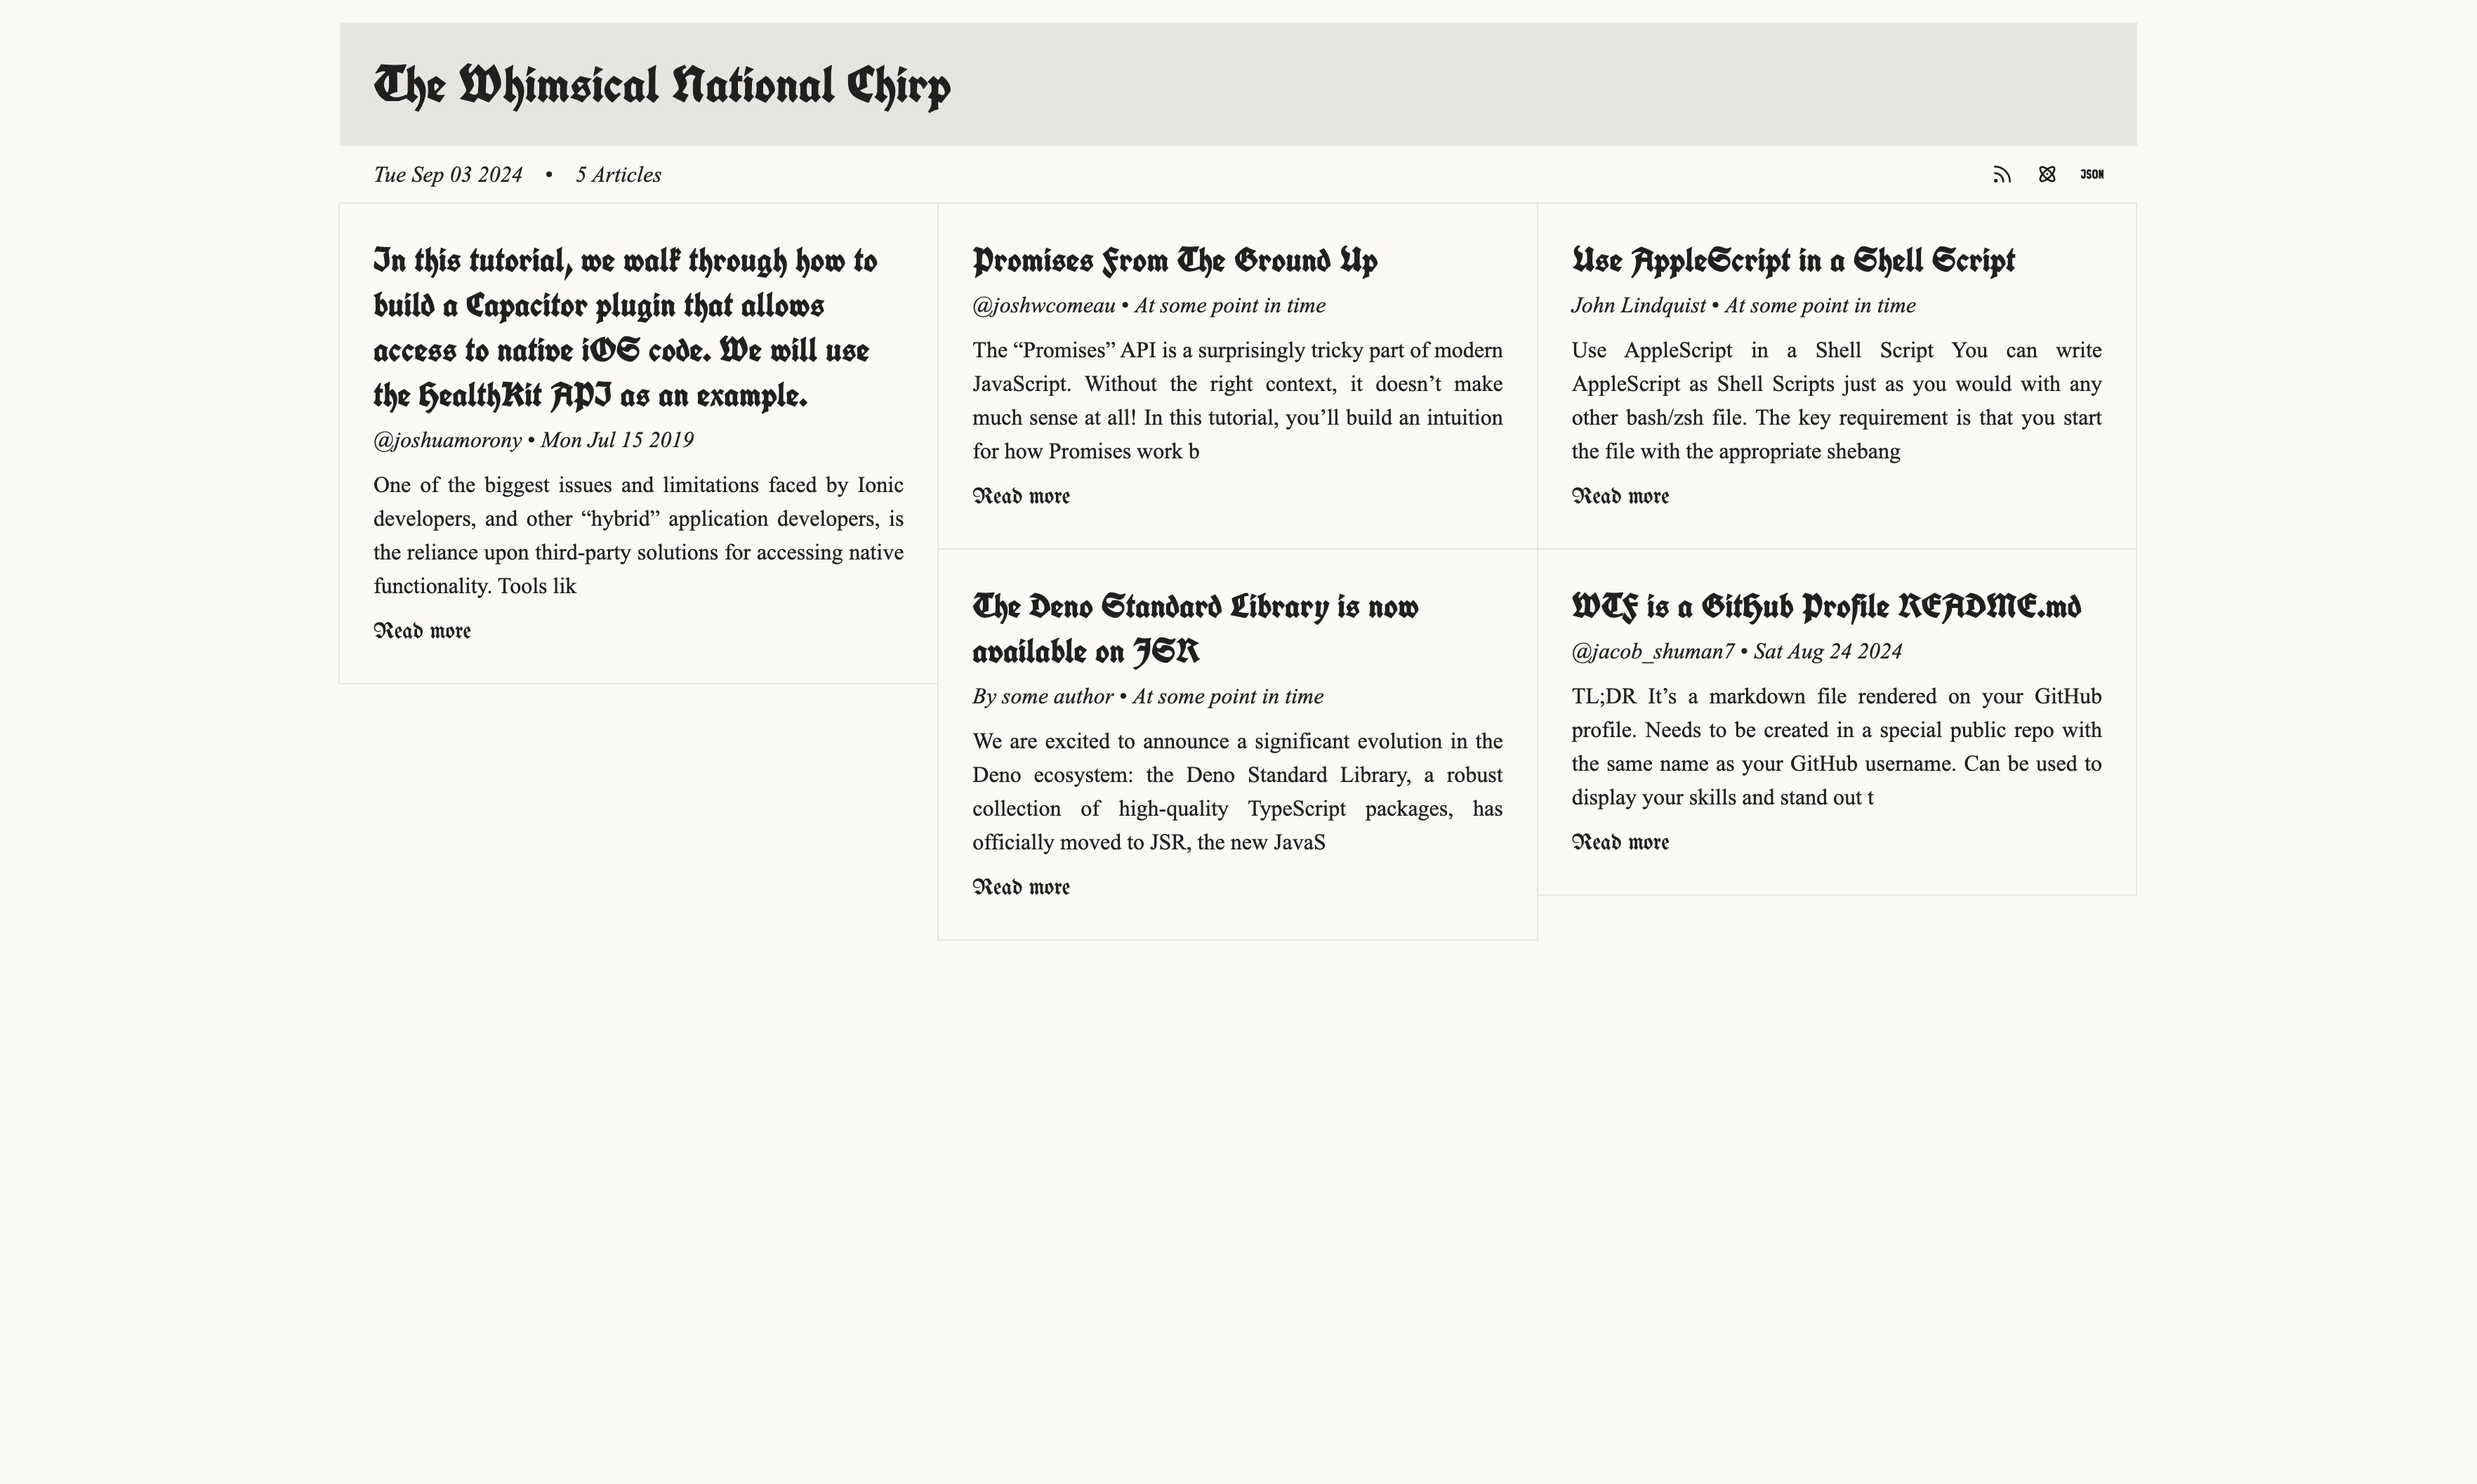 The Whimsical National Chirp
Tue Sep 03 2024 • 5 Articles
JSON
In this tutorial, we walk through how to
build a Capacitor plugin that allows
access to native iOS code. We will use
the HealthKit API as an example.
@joshuamorony • Mon Jul 15 2019
One of the biggest issues and limitations faced by Ionic
developers, and other “hybrid” application developers, is
the reliance upon third-party solutions for accessing native
functionality. Tools lik
Read more
Promises From The Ground Up
@joshwcomeau • At some point in time
The “Promises” API is a surprisingly tricky part of modern
JavaScript. Without the right context, it doesn’t make
much sense at all! In this tutorial, you’ll build an intuition
for how Promises work b
Read more
The Deno Standard Library is now
available on JSR
By some author • At some point in time
We are excited to announce a significant evolution in the
Deno ecosystem: the Deno Standard Library, a robust
collection of high-quality TypeScript packages, has
officially moved to JSR, the new JavaS
Read more
Use AppleScript in a Shell Script
John Lindquist • At some point in time
Use AppleScript in a Shell Script You can write
AppleScript as Shell Scripts just as you would with any
other bash/zsh file. The key requirement is that you start
the file with the appropriate shebang
Read more
WTF is a GitHub Profile README.md
@jacob_shuman7 • Sat Aug 24 2024
TL;DR It’s a markdown file rendered on your GitHub
profile. Needs to be created in a special public repo with
the same name as your GitHub username. Can be used to
display your skills and stand out t
Read more